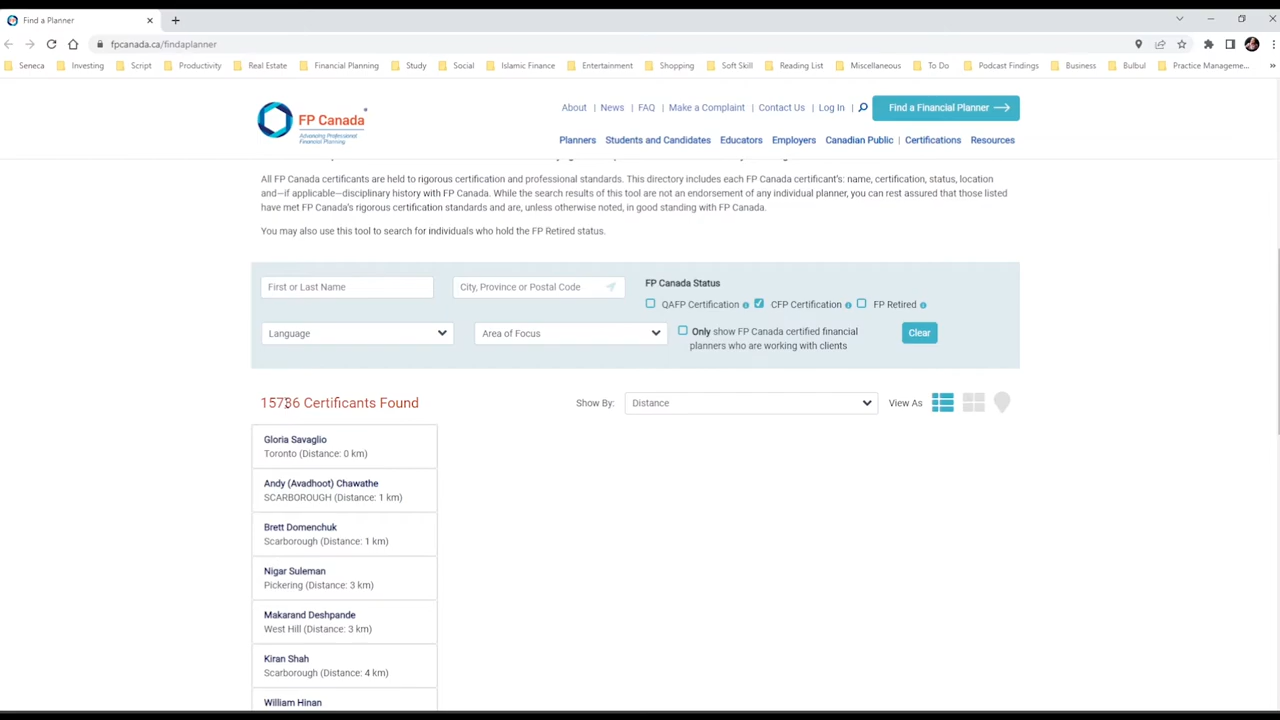 Find a Planner
fpcanada.ca/findaplanner
Seneca Investing Script Productivity Real Estate Financial Planning Study Social Islamic Finance Entertainment Shopping Soft Skill Reading List Miscellaneous To Do Podcast Findings Business Bulbul Practice Manageme...
FP Canada
Advancing Professional
Financial Planning
About | News | FAQ | Make a Complaint | Contact Us | Log In | Find a Financial Planner
Planners Students and Candidates Educators Employers Canadian Public | Certifications Resources
All FP Canada certificants are held to rigorous certification and professional standards. This directory includes each FP Canada certificant's: name, certification, status, location
and—if applicable—disciplinary history with FP Canada. While the search results of this tool are not an endorsement of any individual planner, you can rest assured that those listed
have met FP Canada's rigorous certification standards and are, unless otherwise noted, in good standing with FP Canada.
You may also use this tool to search for individuals who hold the FP Retired status.
First or Last Name City, Province or Postal Code FP Canada Status
QAFP Certification CFP Certification FP Retired
Language Area of Focus Only show FP Canada certified financial
planners who are working with clients Clear
15736 Certificants Found Show By: Distance View As
Gloria Savaglio
Toronto (Distance: 0 km)
Andy (Avadhoot) Chawathe
SCARBOROUGH (Distance: 1 km)
Brett Domenchuk
Scarborough (Distance: 1 km)
Nigar Suleman
Pickering (Distance: 3 km)
Makarand Deshpande
West Hill (Distance: 3 km)
Kiran Shah
Scarborough (Distance: 4 km)
William Hinan